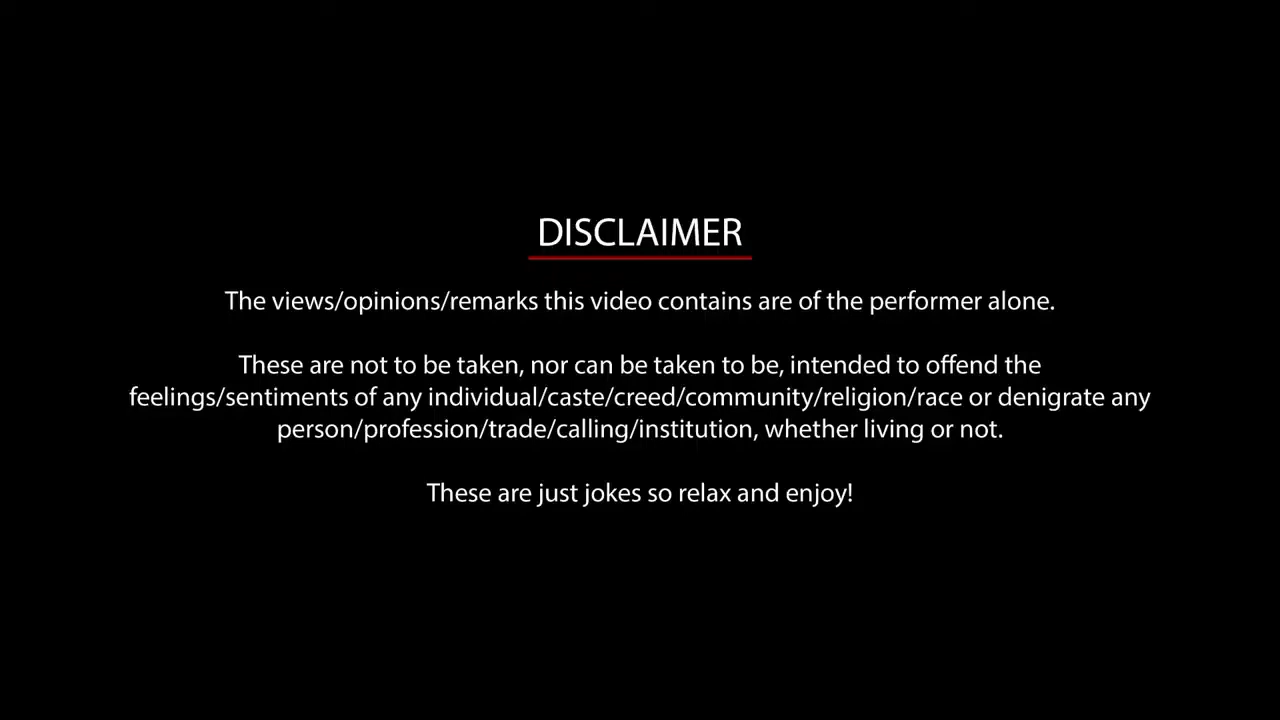 DISCLAIMER
The views/opinions/remarks this video contains are of the performer alone.
These are not to be taken, nor can be taken to be, intended to offend the
feelings/sentiments of any individual/caste/creed/community/religion/race or denigrate any
person/profession/trade/calling/institution, whether living or not.
These are just jokes so relax and enjoy!